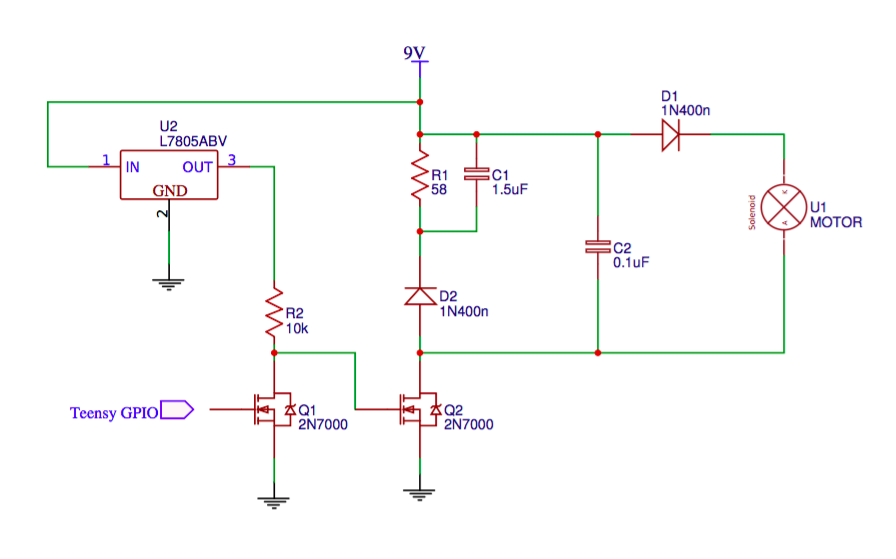 9V
D1
1N400n
U2
L7805ABV
1
IN
OUT
3
GND
2
R1
58
C1
1.5uF
Solenoid
K
A
U1
MOTOR
C2
0.1uF
D2
1N400n
R2
10k
Teensy GPIO
Q1
2N7000
Q2
2N7000